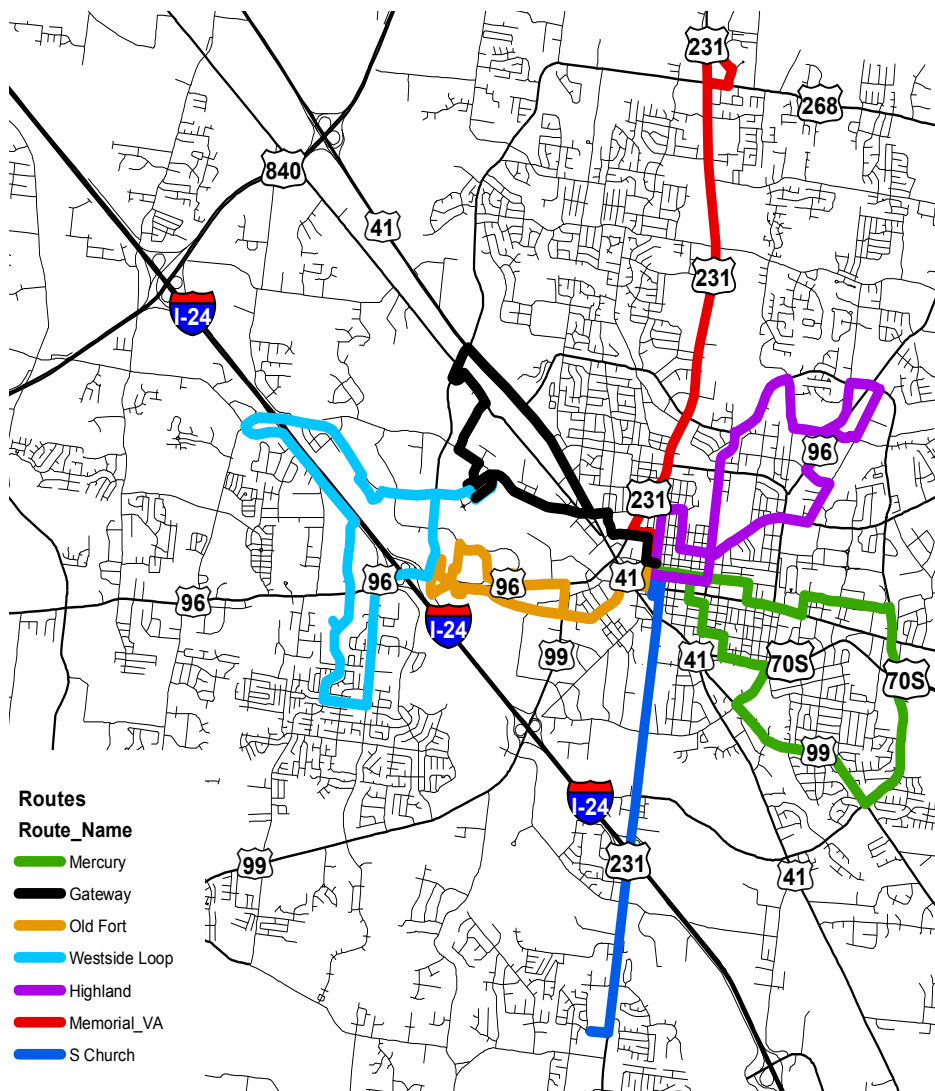 231
268
840
41
231
I-24
96
231
96
41
96
96
I-24
99
41
70S
70S
99
I-24
231
99
41
Routes
Route_Name
Mercury
Gateway
Old Fort
Westside Loop
Highland
Memorial_VA
S Church